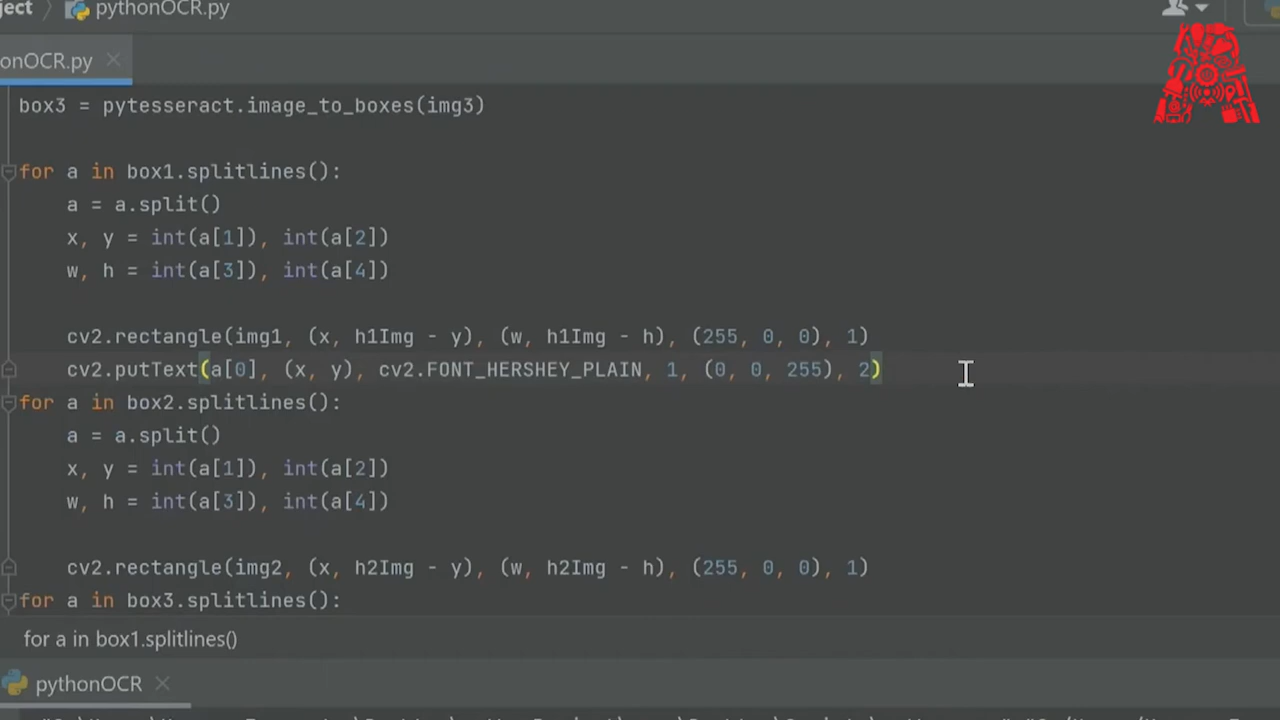 ject pythonOCR.py
onOCR.py
box3 = pytesseract.image_to_boxes(img3)
for a in box1.splitlines():
a = a.split()
x, y = int(a[1]), int(a[2])
w, h = int(a[3]), int(a[4])
cv2.rectangle(img1, (x, h1Img - y), (w, h1Img - h), (255, 0, 0), 1)
cv2.putText(a[0], (x, y), cv2.FONT_HERSHEY_PLAIN, 1, (0, 0, 255), 2)
for a in box2.splitlines():
a = a.split()
x, y = int(a[1]), int(a[2])
w, h = int(a[3]), int(a[4])
cv2.rectangle(img2, (x, h2Img - y), (w, h2Img - h), (255, 0, 0), 1)
for a in box3.splitlines():
for a in box1.splitlines()
pythonOCR